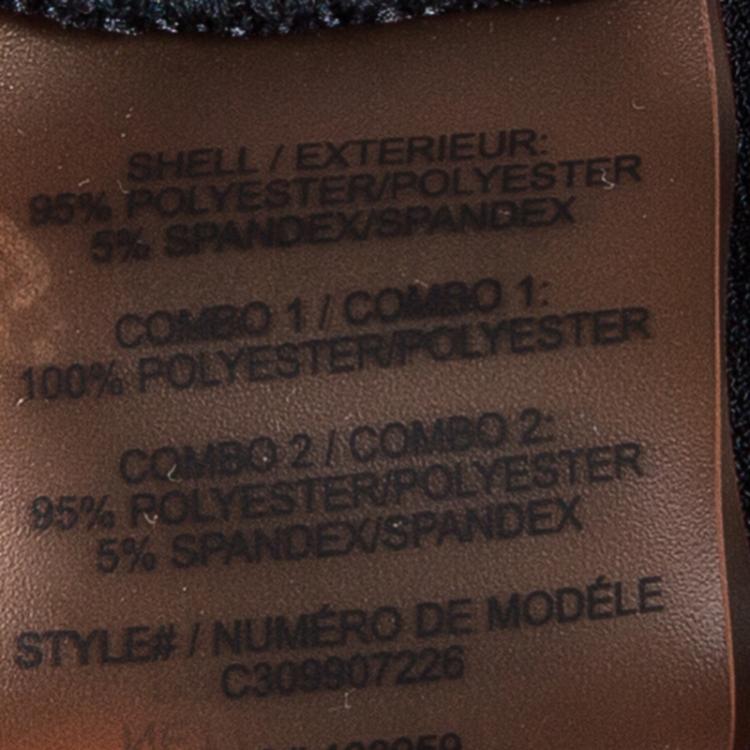 SHELL / EXTERIEUR:
95% POLYESTER/POLYESTER
5% SPANDEX/SPANDEX
COMBO 1 / COMBO 1:
100% POLYESTER/POLYESTER
COMBO 2 / COMBO 2:
95% POLYESTER/POLYESTER
5% SPANDEX/SPANDEX
STYLE# / NUMÉRO DE MODÉLE
C309907226